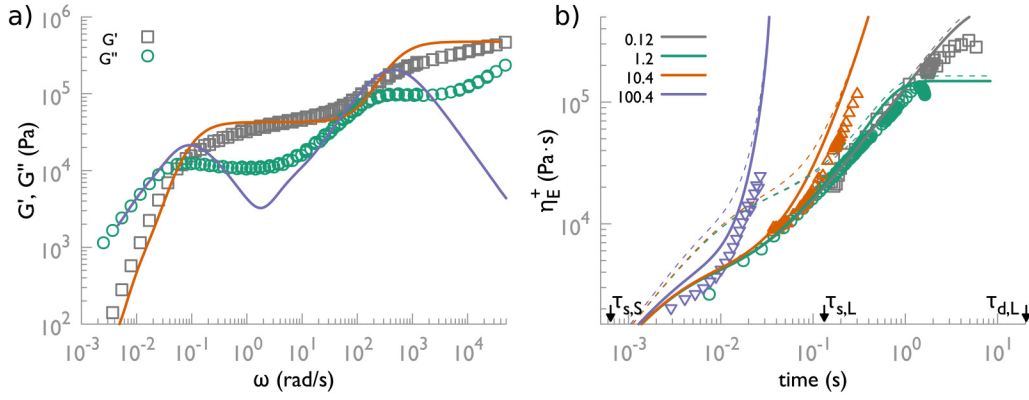 a)
G', G'' (Pa)
10^6
10^5
10^4
10^3
10^2
G'
G''
10^-3 10^-2 10^-1 10^0 10^1 10^2 10^3 10^4
ω (rad/s)
b)
η_E^+ (Pa·s)
10^5
10^4
0.12
1.2
10.4
100.4
τ_s,S τ_s,L τ_d,L
10^-3 10^-2 10^-1 10^0 10^1
time (s)